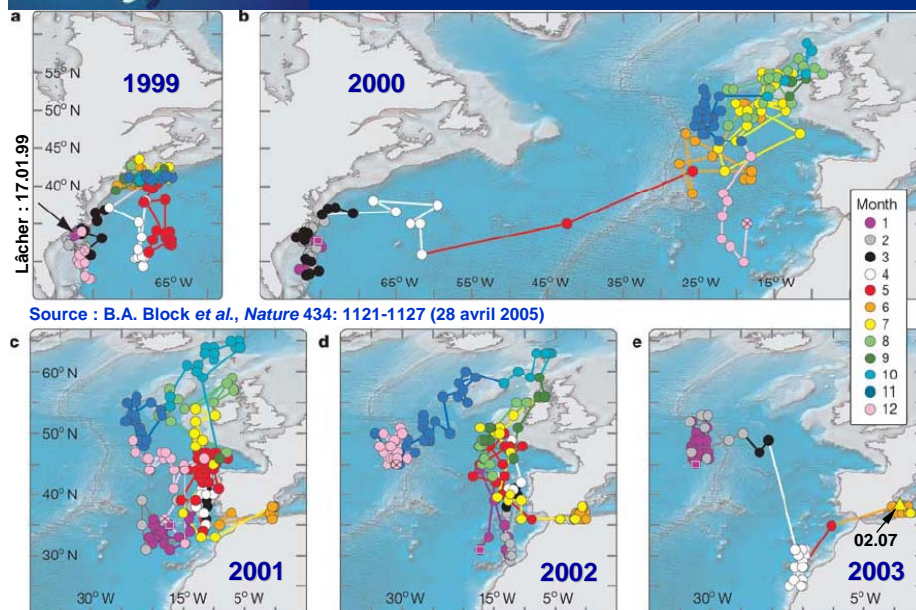 a
b
55° N
50° N
45° N
40° N
35° N
30° N
65° W
1999
Lâcher : 17.01.99
2000
65° W
55° W
45° W
35° W
25° W
15° W
Month
1
2
3
4
5
6
7
8
9
10
11
12
Source : B.A. Block et al., Nature 434: 1121-1127 (28 avril 2005)
c
d
e
60° N
50° N
40° N
30° N
2001
2002
02.07
2003
30° W
15° W
5° W
30° W
15° W
5° W
30° W
15° W
5° W